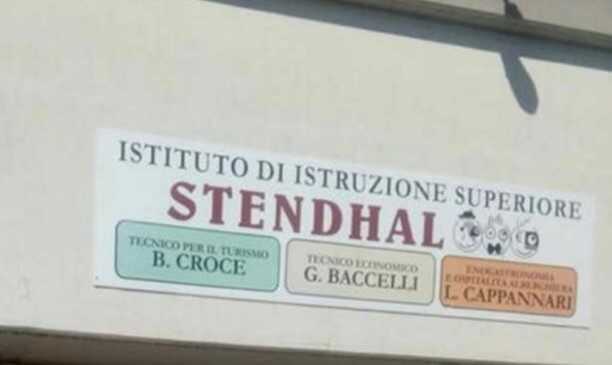 ISTITUTO DI ISTRUZIONE SUPERIORE
STENDHAL
TECNICO PER IL TURISMO
B. CROCE
TECNICO ECONOMICO
G. BACCELLI
ENOGASTRONOMIA
E OSPITALITÀ ALBERGHIERA
L. CAPPANNARI